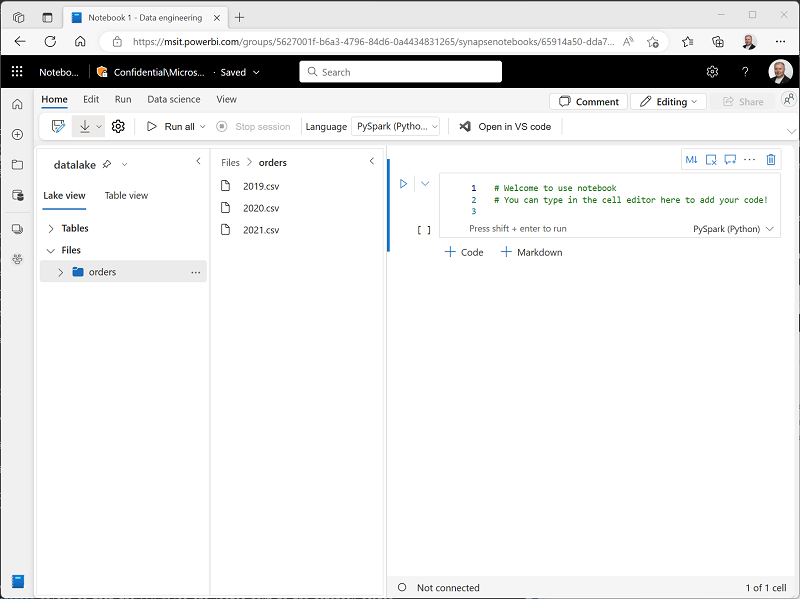 Notebook 1 - Data engineering
https://msit.powerbi.com/groups/5627001f-b6a3-4796-84d6-0a4434831265/synapsenotebooks/65914a50-dda7...
Notebo... Confidential\Micros... · Saved Search
Home Edit Run Data science View Comment Editing Share
Run all Stop session Language PySpark (Pytho... Open in VS code
datalake
Lake view Table view
Tables
Files
orders
Files > orders
2019.csv
2020.csv
2021.csv
M↓
1 # Welcome to use notebook
2 # You can type in the cell editor here to add your code!
3
[ ] Press shift + enter to run PySpark (Python)
+ Code + Markdown
Not connected 1 of 1 cell